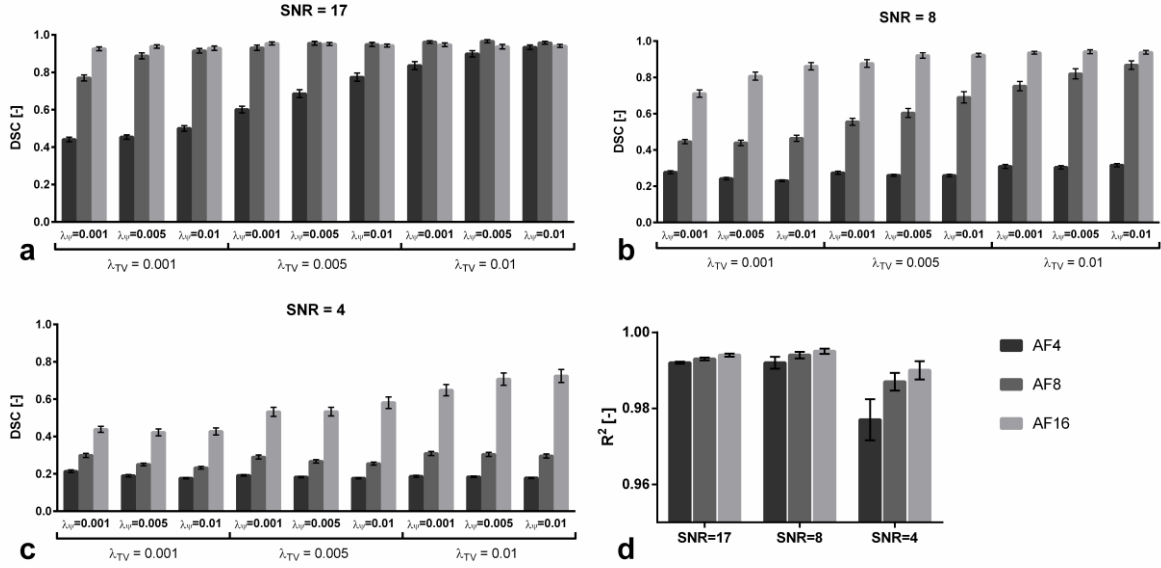 SNR = 17
DSC [-]
1.0
0.8
0.6
0.4
0.2
0.0
λψ=0.001 λψ=0.005 λψ=0.01 λψ=0.001 λψ=0.005 λψ=0.01 λψ=0.001 λψ=0.005 λψ=0.01
a
λTV = 0.001 λTV = 0.005 λTV = 0.01
SNR = 8
DSC [-]
1.0
0.8
0.6
0.4
0.2
0.0
λψ=0.001 λψ=0.005 λψ=0.01 λψ=0.001 λψ=0.005 λψ=0.01 λψ=0.001 λψ=0.005 λψ=0.01
b
λTV = 0.001 λTV = 0.005 λTV = 0.01
SNR = 4
DSC [-]
1.0
0.8
0.6
0.4
0.2
0.0
λψ=0.001 λψ=0.005 λψ=0.01 λψ=0.001 λψ=0.005 λψ=0.01 λψ=0.001 λψ=0.005 λψ=0.01
c
λTV = 0.001 λTV = 0.005 λTV = 0.01
R² [-]
1.00
0.98
0.96
SNR=17 SNR=8 SNR=4
d
AF4
AF8
AF16